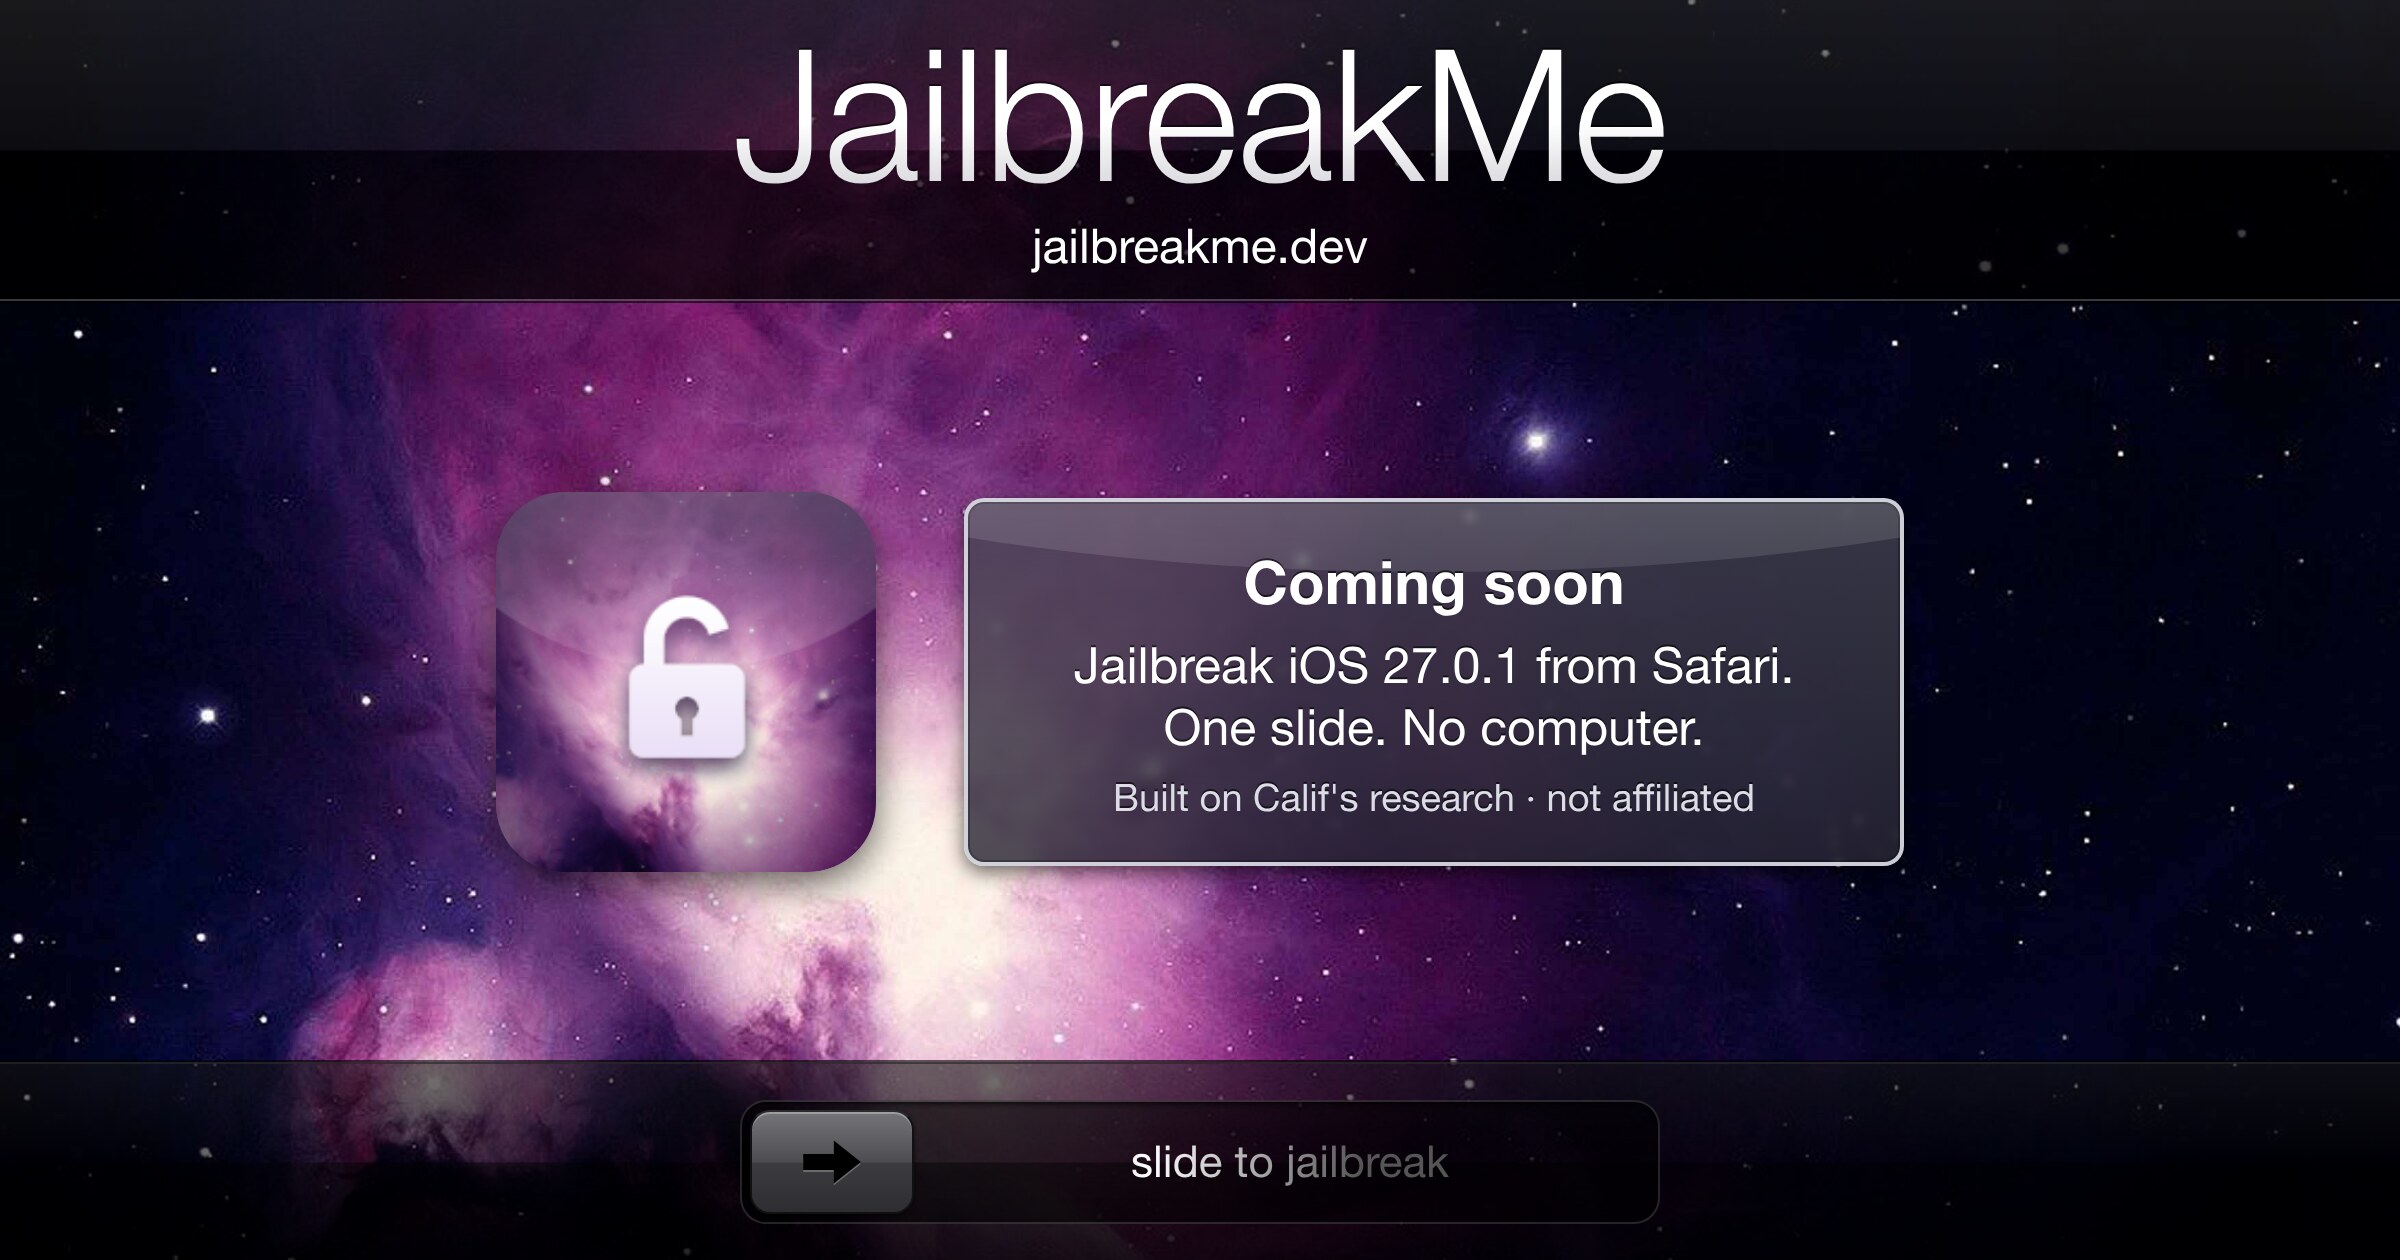 JailbreakMe
jailbreakme.dev
Coming soon
Jailbreak iOS 27.0.1 from Safari.
One slide. No computer.
Built on Calif's research · not affiliated
slide to jailbreak